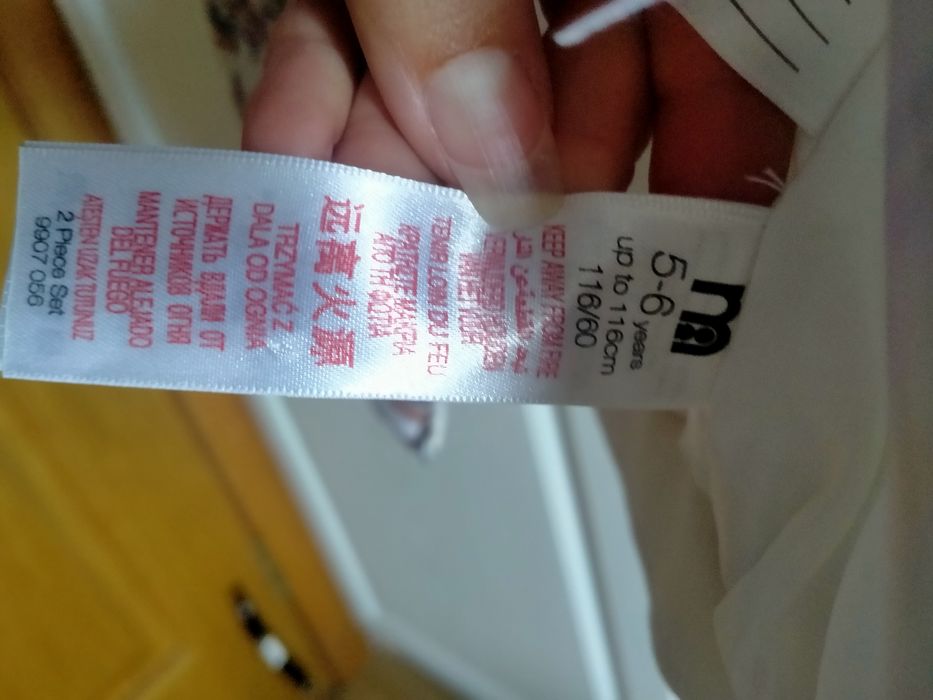 m
5-6 years
up to 116cm
116/60
KEEP AWAY FROM FIRE
TENIR LOIN DU FEU
ΚΡΑΤΗΣΤΕ ΜΑΚΡΙΑ
ΑΠΟ ΤΗ ΦΩΤΙΑ
远离火源
TRZYMAĆ Z
DALA OD OGNIA
ДЕРЖАТЬ ВДАЛИ ОТ
ИСТОЧНИКОВ ОГНЯ
MANTENER ALEJADO
DEL FUEGO
ATEŞTEN UZAK TUTUNUZ
2 Piece Set
9907 056